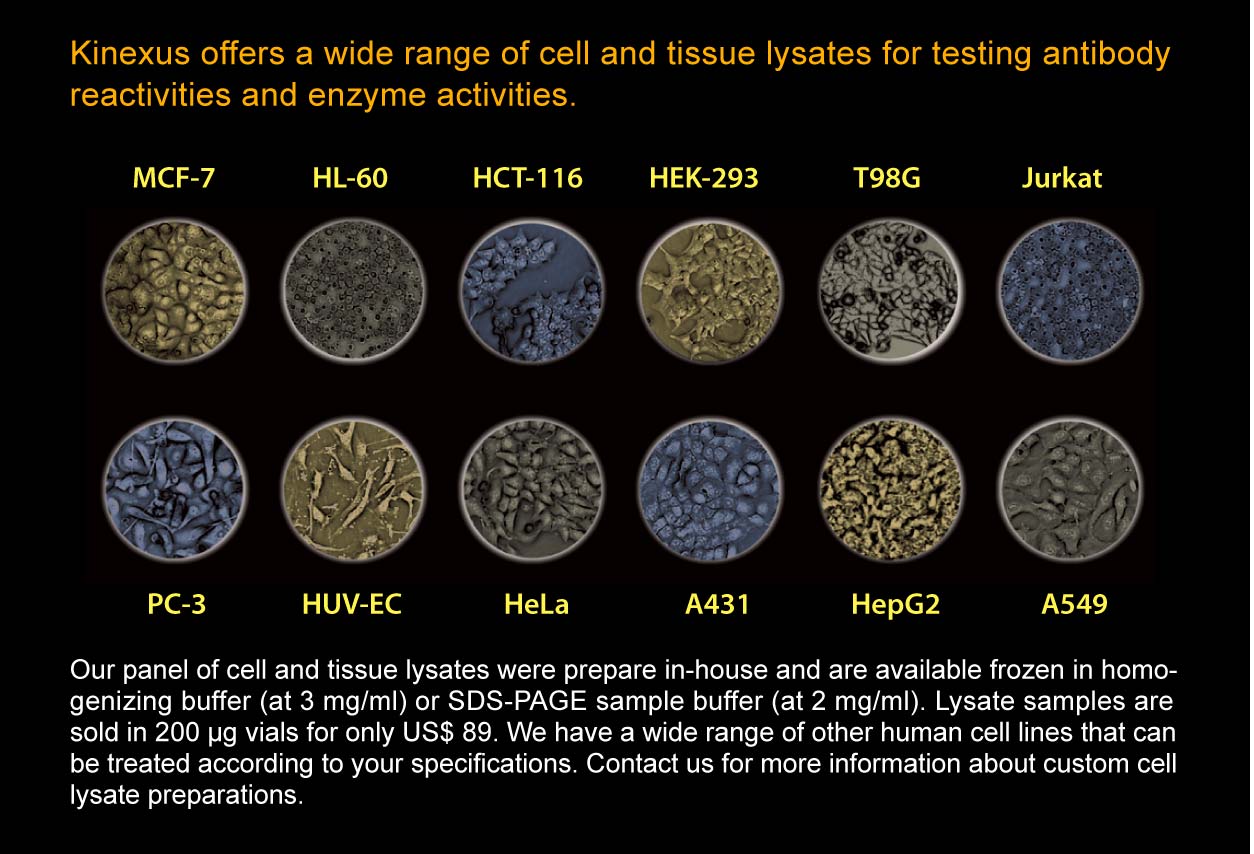 Kinexus offers a wide range of cell and tissue lysates for testing antibody
reactivities and enzyme activities.
MCF-7 HL-60 HCT-116 HEK-293 T98G Jurkat
PC-3 HUV-EC HeLa A431 HepG2 A549
Our panel of cell and tissue lysates were prepare in-house and are available frozen in homo-
genizing buffer (at 3 mg/ml) or SDS-PAGE sample buffer (at 2 mg/ml). Lysate samples are
sold in 200 µg vials for only US$ 89. We have a wide range of other human cell lines that can
be treated according to your specifications. Contact us for more information about custom cell
lysate preparations.